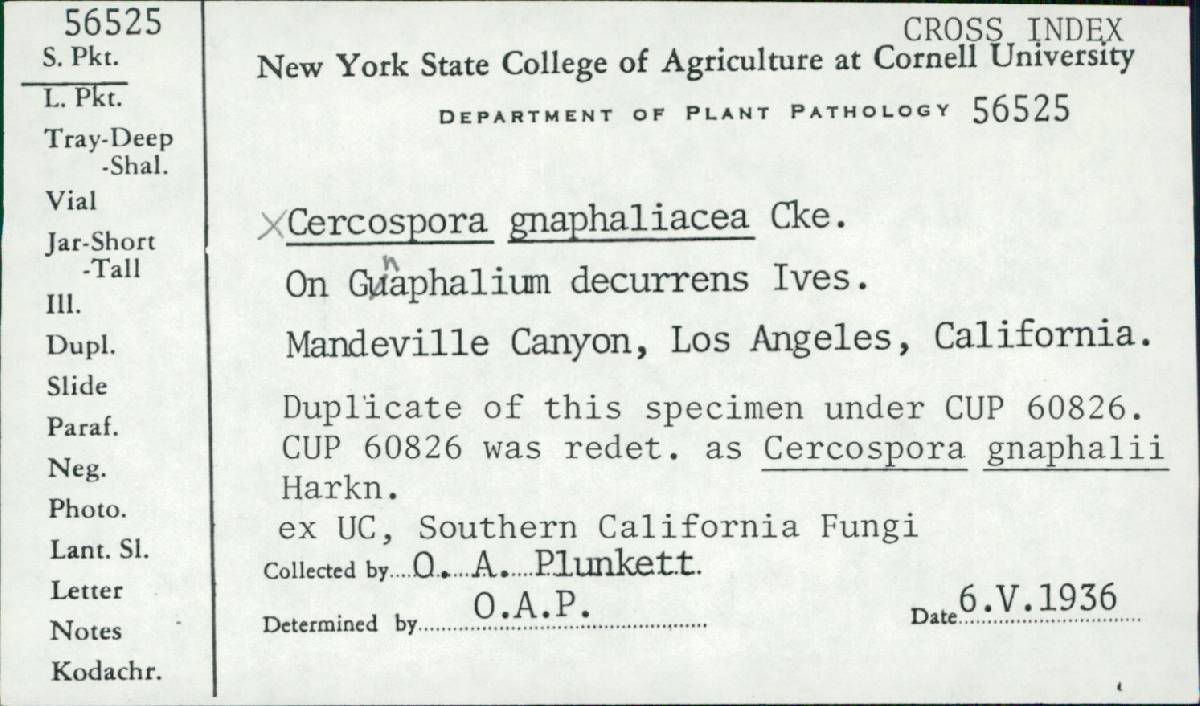 56525
S. Pkt.
L. Pkt.
Tray-Deep
-Shal.
Vial
Jar-Short
-Tall
Ill.
Dupl.
Slide
Paraf.
Neg.
Photo.
Lant. Sl.
Letter
Notes
Kodachr.
CROSS INDEX
New York State College of Agriculture at Cornell University
DEPARTMENT OF PLANT PATHOLOGY 56525
×Cercospora gnaphaliacea Cke.
On Gnaphalium decurrens Ives.
Mandeville Canyon, Los Angeles, California.
Duplicate of this specimen under CUP 60826.
CUP 60826 was redet. as Cercospora gnaphalii
Harkn.
ex UC, Southern California Fungi
Collected by....O. A. Plunkett.
Determined by O.A.P. Date 6.V.1936